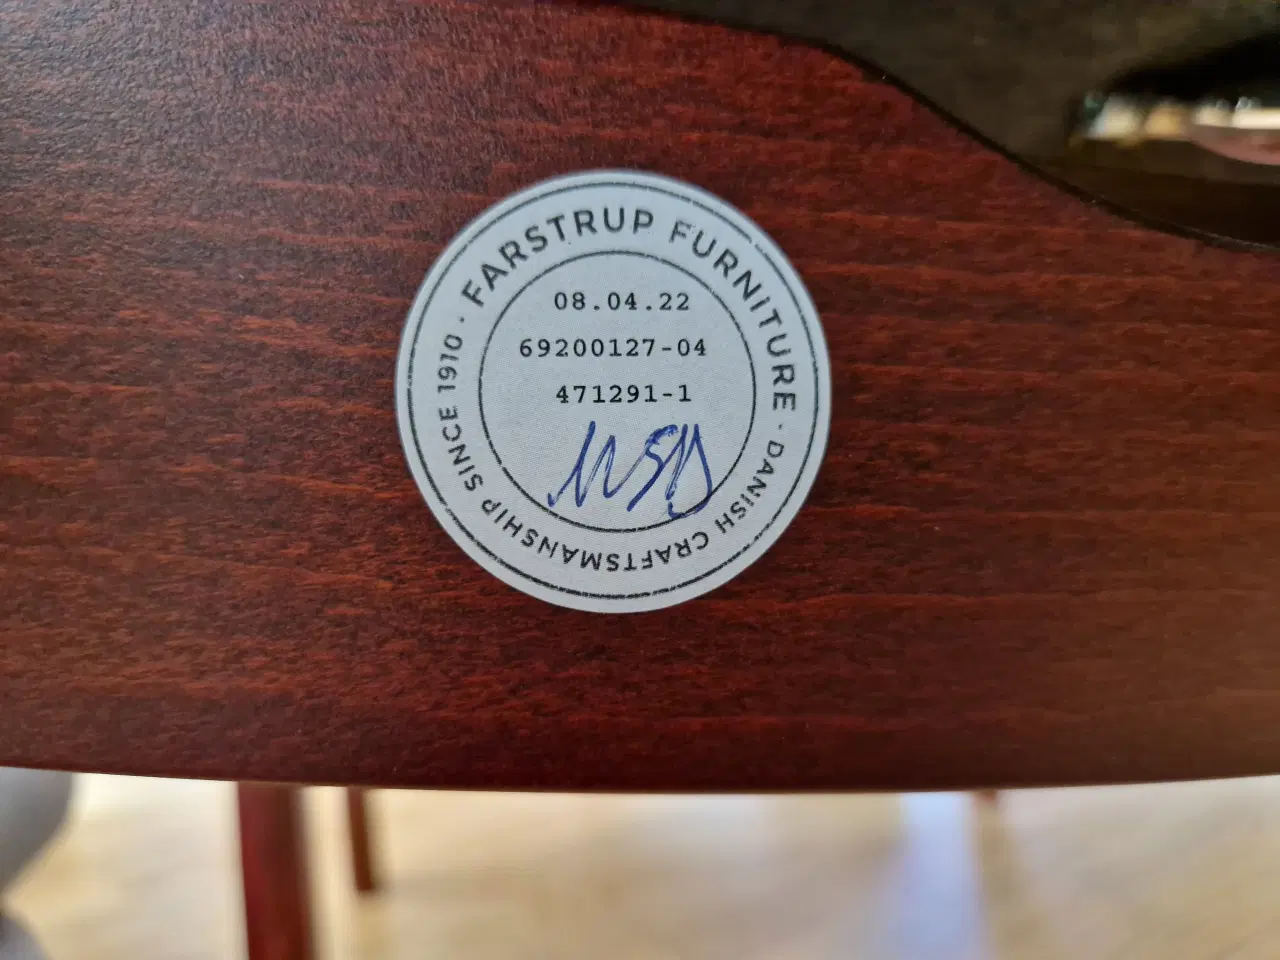 FARSTRUP FURNITURE · DANISH CRAFTSMANSHIP SINCE 1910 ·
08.04.22
69200127-04
471291-1